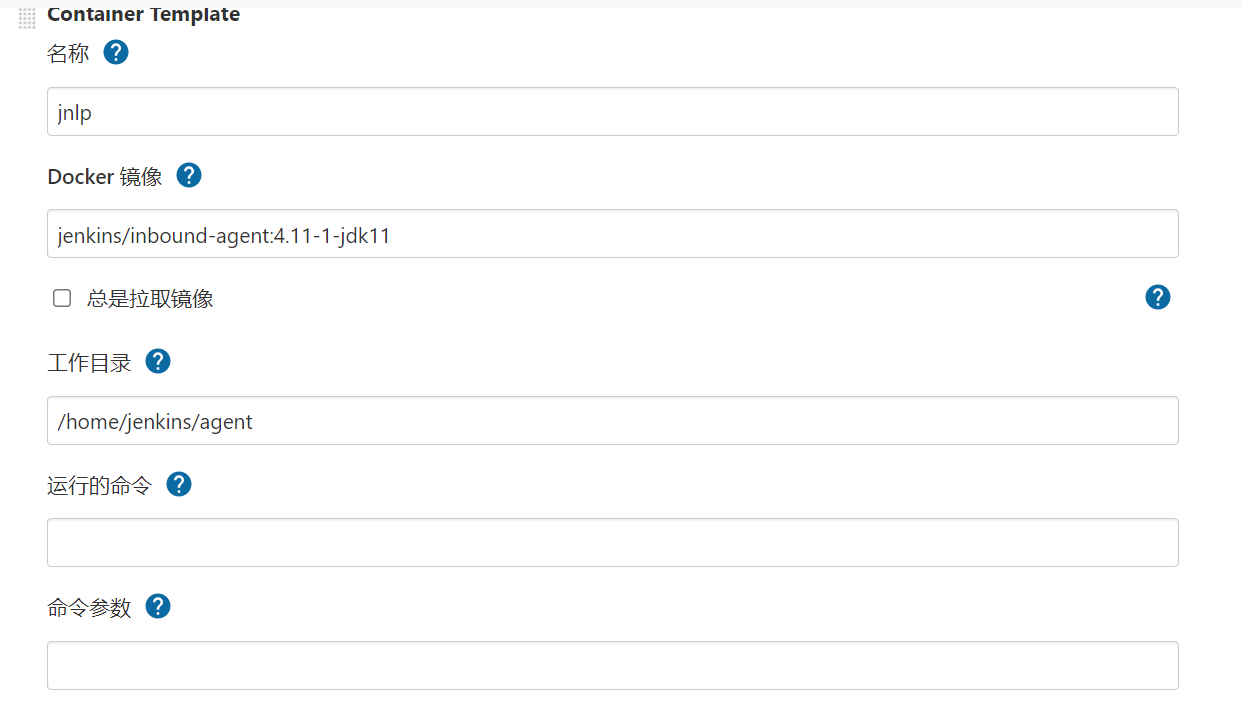 Container Template
名称 ?
jnlp
Docker 镜像 ?
jenkins/inbound-agent:4.11-1-jdk11
总是拉取镜像 ?
工作目录 ?
/home/jenkins/agent
运行的命令 ?
命令参数 ?